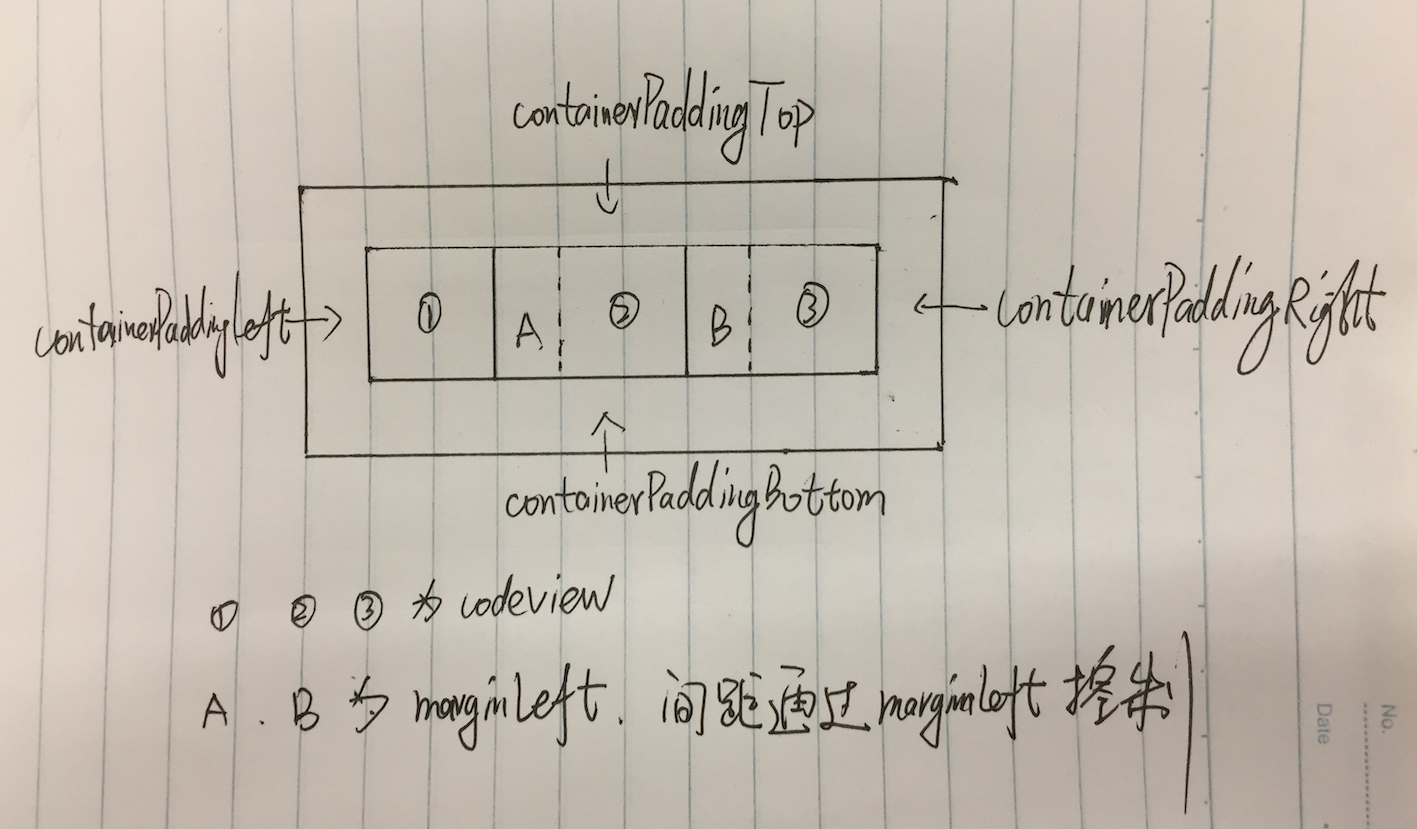 containerPaddingTop
containerPaddingLeft
① A ② B ③
containerPaddingRight
containerPaddingBottom
① ② ③ 为 codeview
A . B 为 marginLeft. 间距通过 marginLeft 控制
No.
Date